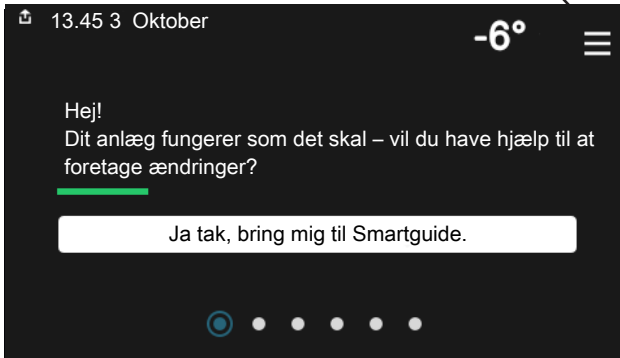 13.45 3 Oktober
-6°
Hej!
Dit anlæg fungerer som det skal – vil du have hjælp til at
foretage ændringer?
Ja tak, bring mig til Smartguide.